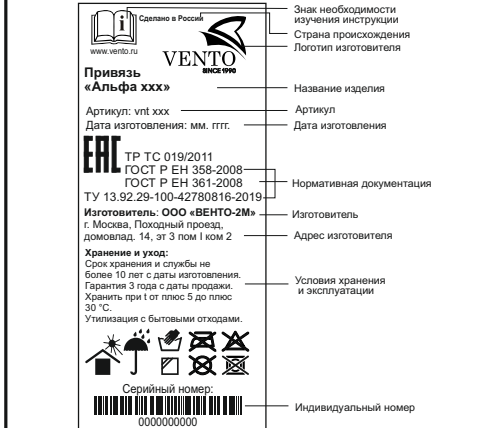 Сделано в России
www.vento.ru
VENTO
SINCE 1990
Привязь
«Альфа xxx»
Артикул: vnt xxx
Дата изготовления: мм. гггг.
ЕАС
ТР ТС 019/2011
ГОСТ Р ЕН 358-2008
ГОСТ Р ЕН 361-2008
ТУ 13.92.29-100-42780816-2019
Изготовитель: ООО «ВЕНТО-2М»
г. Москва, Походный проезд,
домовлад. 14, эт 3 пом I ком 2
Хранение и уход:
Срок хранения и службы не
более 10 лет с даты изготовления.
Гарантия 3 года с даты продажи.
Хранить при t от плюс 5 до плюс
30 °С.
Утилизация с бытовыми отходами.
Серийный номер:
0000000000
Знак необходимости
изучения инструкции
Страна происхождения
Логотип изготовителя
Название изделия
Артикул
Дата изготовления
Нормативная документация
Изготовитель
Адрес изготовителя
Условия хранения
и эксплуатации
Индивидуальный номер